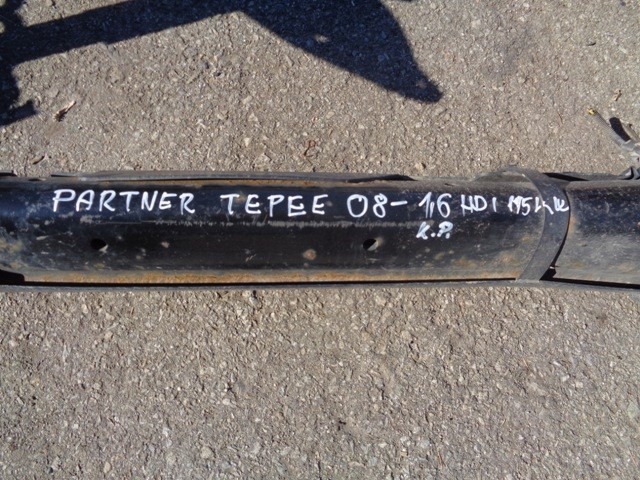 PARTNER TEPEE 08- 1,6 HDI
K.P.